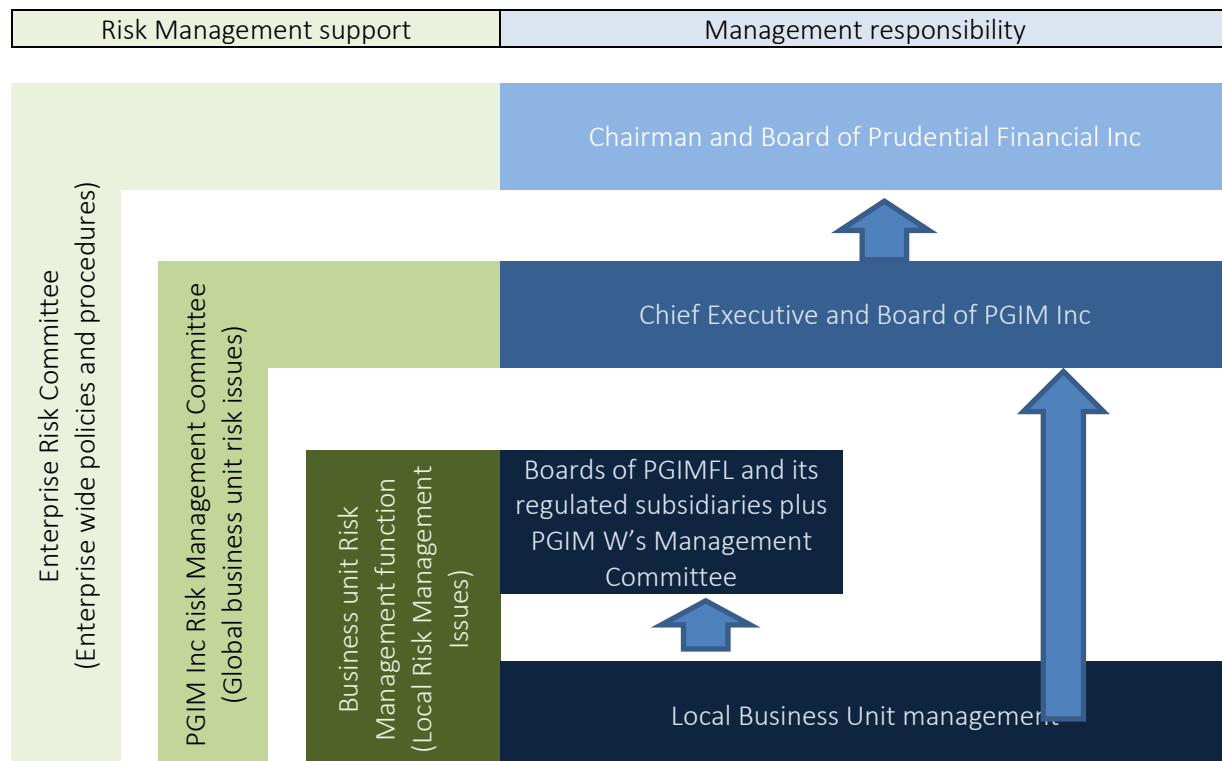 Risk Management support
Management responsibility
Chairman and Board of Prudential Financial Inc
Chief Executive and Board of PGIM Inc
Boards of PGIMFL and its
regulated subsidiaries plus
PGIM W’s Management
Committee
Local Business Unit management
Enterprise Risk Committee
(Enterprise wide policies and procedures)
PGIM Inc Risk Management Committee
(Global business unit risk issues)
Business unit Risk
Management function
(Local Risk Management
Issues)